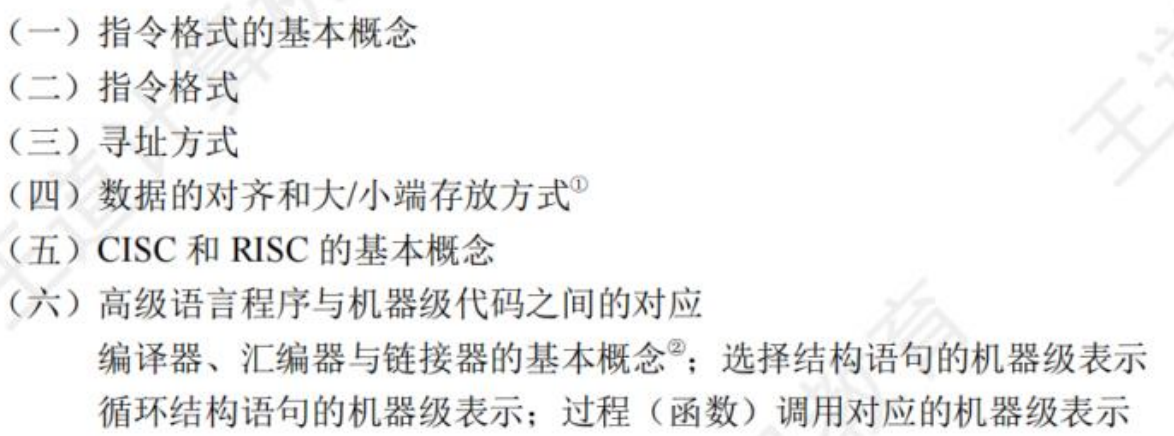 （一）指令格式的基本概念
（二）指令格式
（三）寻址方式
（四）数据的对齐和大/小端存放方式①
（五）CISC 和 RISC 的基本概念
（六）高级语言程序与机器级代码之间的对应
编译器、汇编器与链接器的基本概念②；选择结构语句的机器级表示
循环结构语句的机器级表示；过程（函数）调用对应的机器级表示